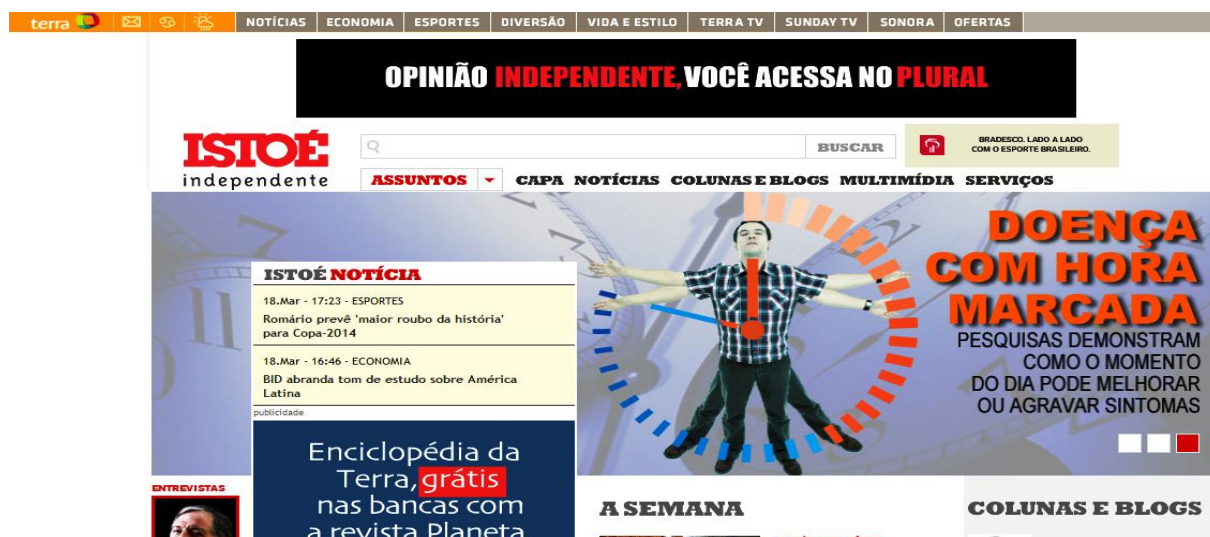 terra
NOTÍCIAS ECONOMIA ESPORTES DIVERSÃO VIDA E ESTILO TERRA TV SUNDAY TV SONORA OFERTAS
OPINIÃO INDEPENDENTE, VOCÊ ACESSA NO PLURAL
ISTOÉ
independente
BUSCAR
BRADESCO. LADO A LADO
COM O ESPORTE BRASILEIRO.
ASSUNTOS CAPA NOTÍCIAS COLUNAS E BLOGS MULTIMÍDIA SERVIÇOS
DOENÇA
COM HORA
MARCADA
PESQUISAS DEMONSTRAM
COMO O MOMENTO
DO DIA PODE MELHORAR
OU AGRAVAR SINTOMAS
ISTOÉ NOTÍCIA
18.Mar - 17:23 - ESPORTES
Romário prevê 'maior roubo da história'
para Copa-2014
18.Mar - 16:46 - ECONOMIA
BID abranda tom de estudo sobre América
Latina
publicidade
Enciclopédia da
Terra, grátis
nas bancas com
a revista Planeta
ENTREVISTAS
A SEMANA
COLUNAS E BLOGS